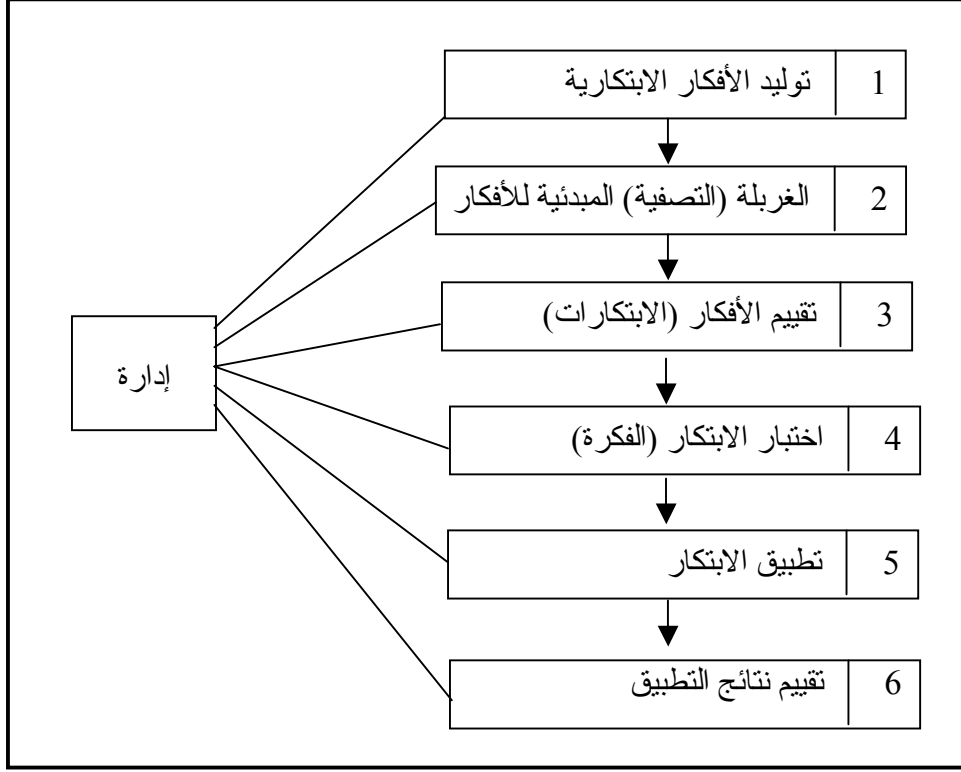 1 توليد الأفكار الابتكارية
2 الغربلة (التصفية) المبدئية للأفكار
3 تقييم الأفكار (الابتكارات)
إدارة
4 اختبار الابتكار (الفكرة)
5 تطبيق الابتكار
6 تقييم نتائج التطبيق